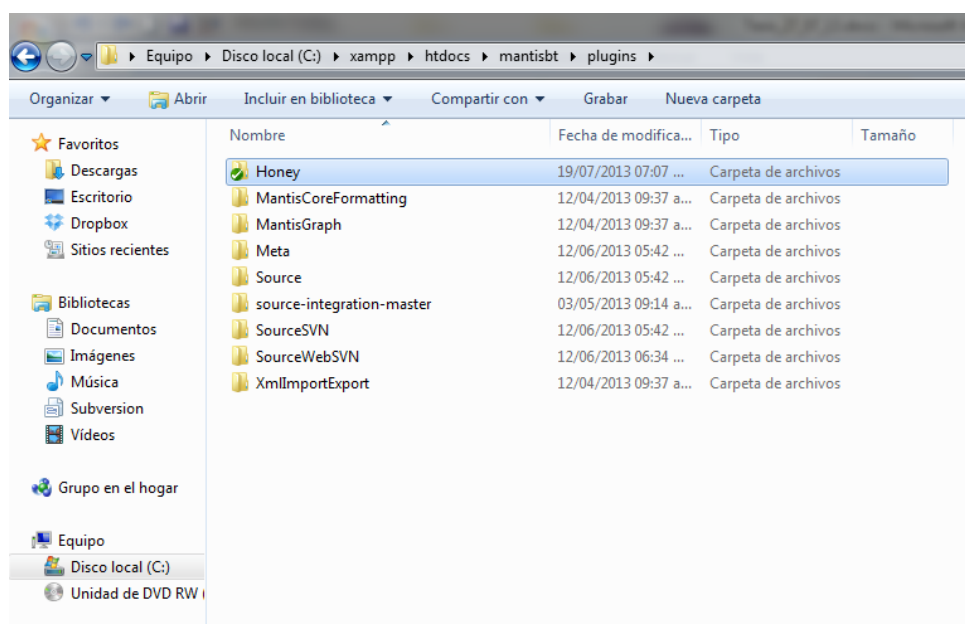 Equipo Disco local (C:) xampp htdocs mantisbt plugins
Organizar Abrir Incluir en biblioteca Compartir con Grabar Nueva carpeta
Favoritos
Descargas
Escritorio
Dropbox
Sitios recientes
Bibliotecas
Documentos
Imágenes
Música
Subversion
Vídeos
Grupo en el hogar
Equipo
Disco local (C:)
Unidad de DVD RW (
Nombre Fecha de modifica... Tipo Tamaño
Honey 19/07/2013 07:07 ... Carpeta de archivos
MantisCoreFormatting 12/04/2013 09:37 a... Carpeta de archivos
MantisGraph 12/04/2013 09:37 a... Carpeta de archivos
Meta 12/06/2013 05:42 ... Carpeta de archivos
Source 12/06/2013 05:42 ... Carpeta de archivos
source-integration-master 03/05/2013 09:14 a... Carpeta de archivos
SourceSVN 12/06/2013 05:42 ... Carpeta de archivos
SourceWebSVN 12/06/2013 06:34 ... Carpeta de archivos
XmlImportExport 12/04/2013 09:37 a... Carpeta de archivos